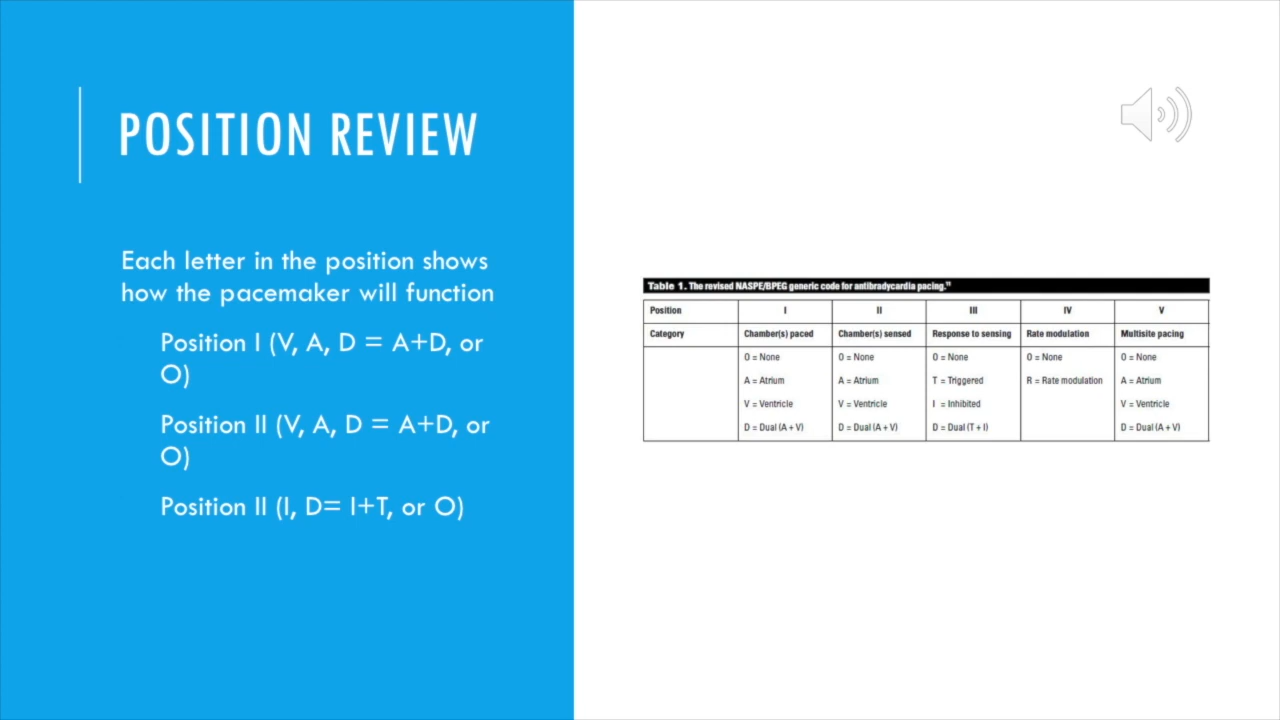 POSITION REVIEW
Each letter in the position shows
how the pacemaker will function
Position I (V, A, D = A+D, or
O)
Position II (V, A, D = A+D, or
O)
Position II (I, D= I+T, or O)
Table 1. The revised NASPE/BPEG generic code for antibradycardia pacing.
Position I II III IV V
Category Chamber(s) paced Chamber(s) sensed Response to sensing Rate modulation Multisite pacing
O = None O = None O = None O = None O = None
A = Atrium A = Atrium T = Triggered R = Rate modulation A = Atrium
V = Ventricle V = Ventricle I = Inhibited V = Ventricle
D = Dual (A + V) D = Dual (A + V) D = Dual (T + I) D = Dual (A + V)